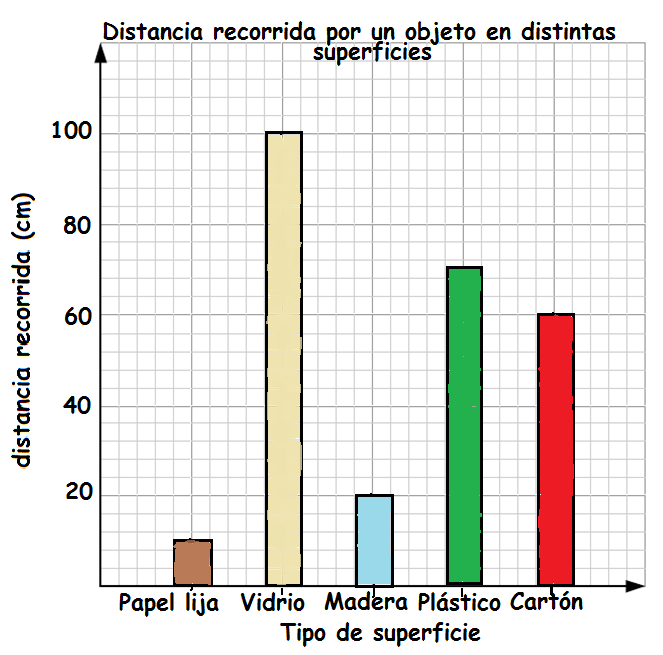 Distancia recorrida por un objeto en distintas
superficies
distancia recorrida (cm)
100
80
60
40
20
Papel lija Vidrio Madera Plástico Cartón
Tipo de superficie